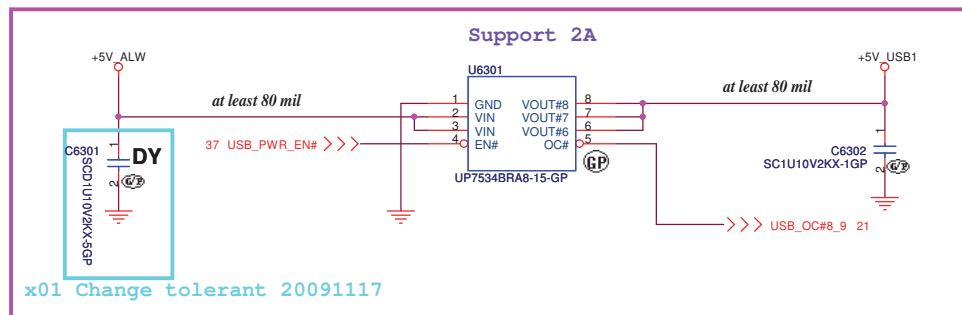 Support 2A
+5V_ALW
+5V_USB1
U6301
at least 80 mil
at least 80 mil
1 GND VOUT#8 8
2 VIN VOUT#7 7
3 VIN VOUT#6 6
4 EN# OC# 5
37 USB_PWR_EN#
UP7534BRA8-15-GP
GP
C6301
1
2
DY
G/P
SCD1U10V2KX-5GP
1
C6302
SC1U10V2KX-1GP
2
G/P
USB_OC#8_9 21
x01 Change tolerant 20091117